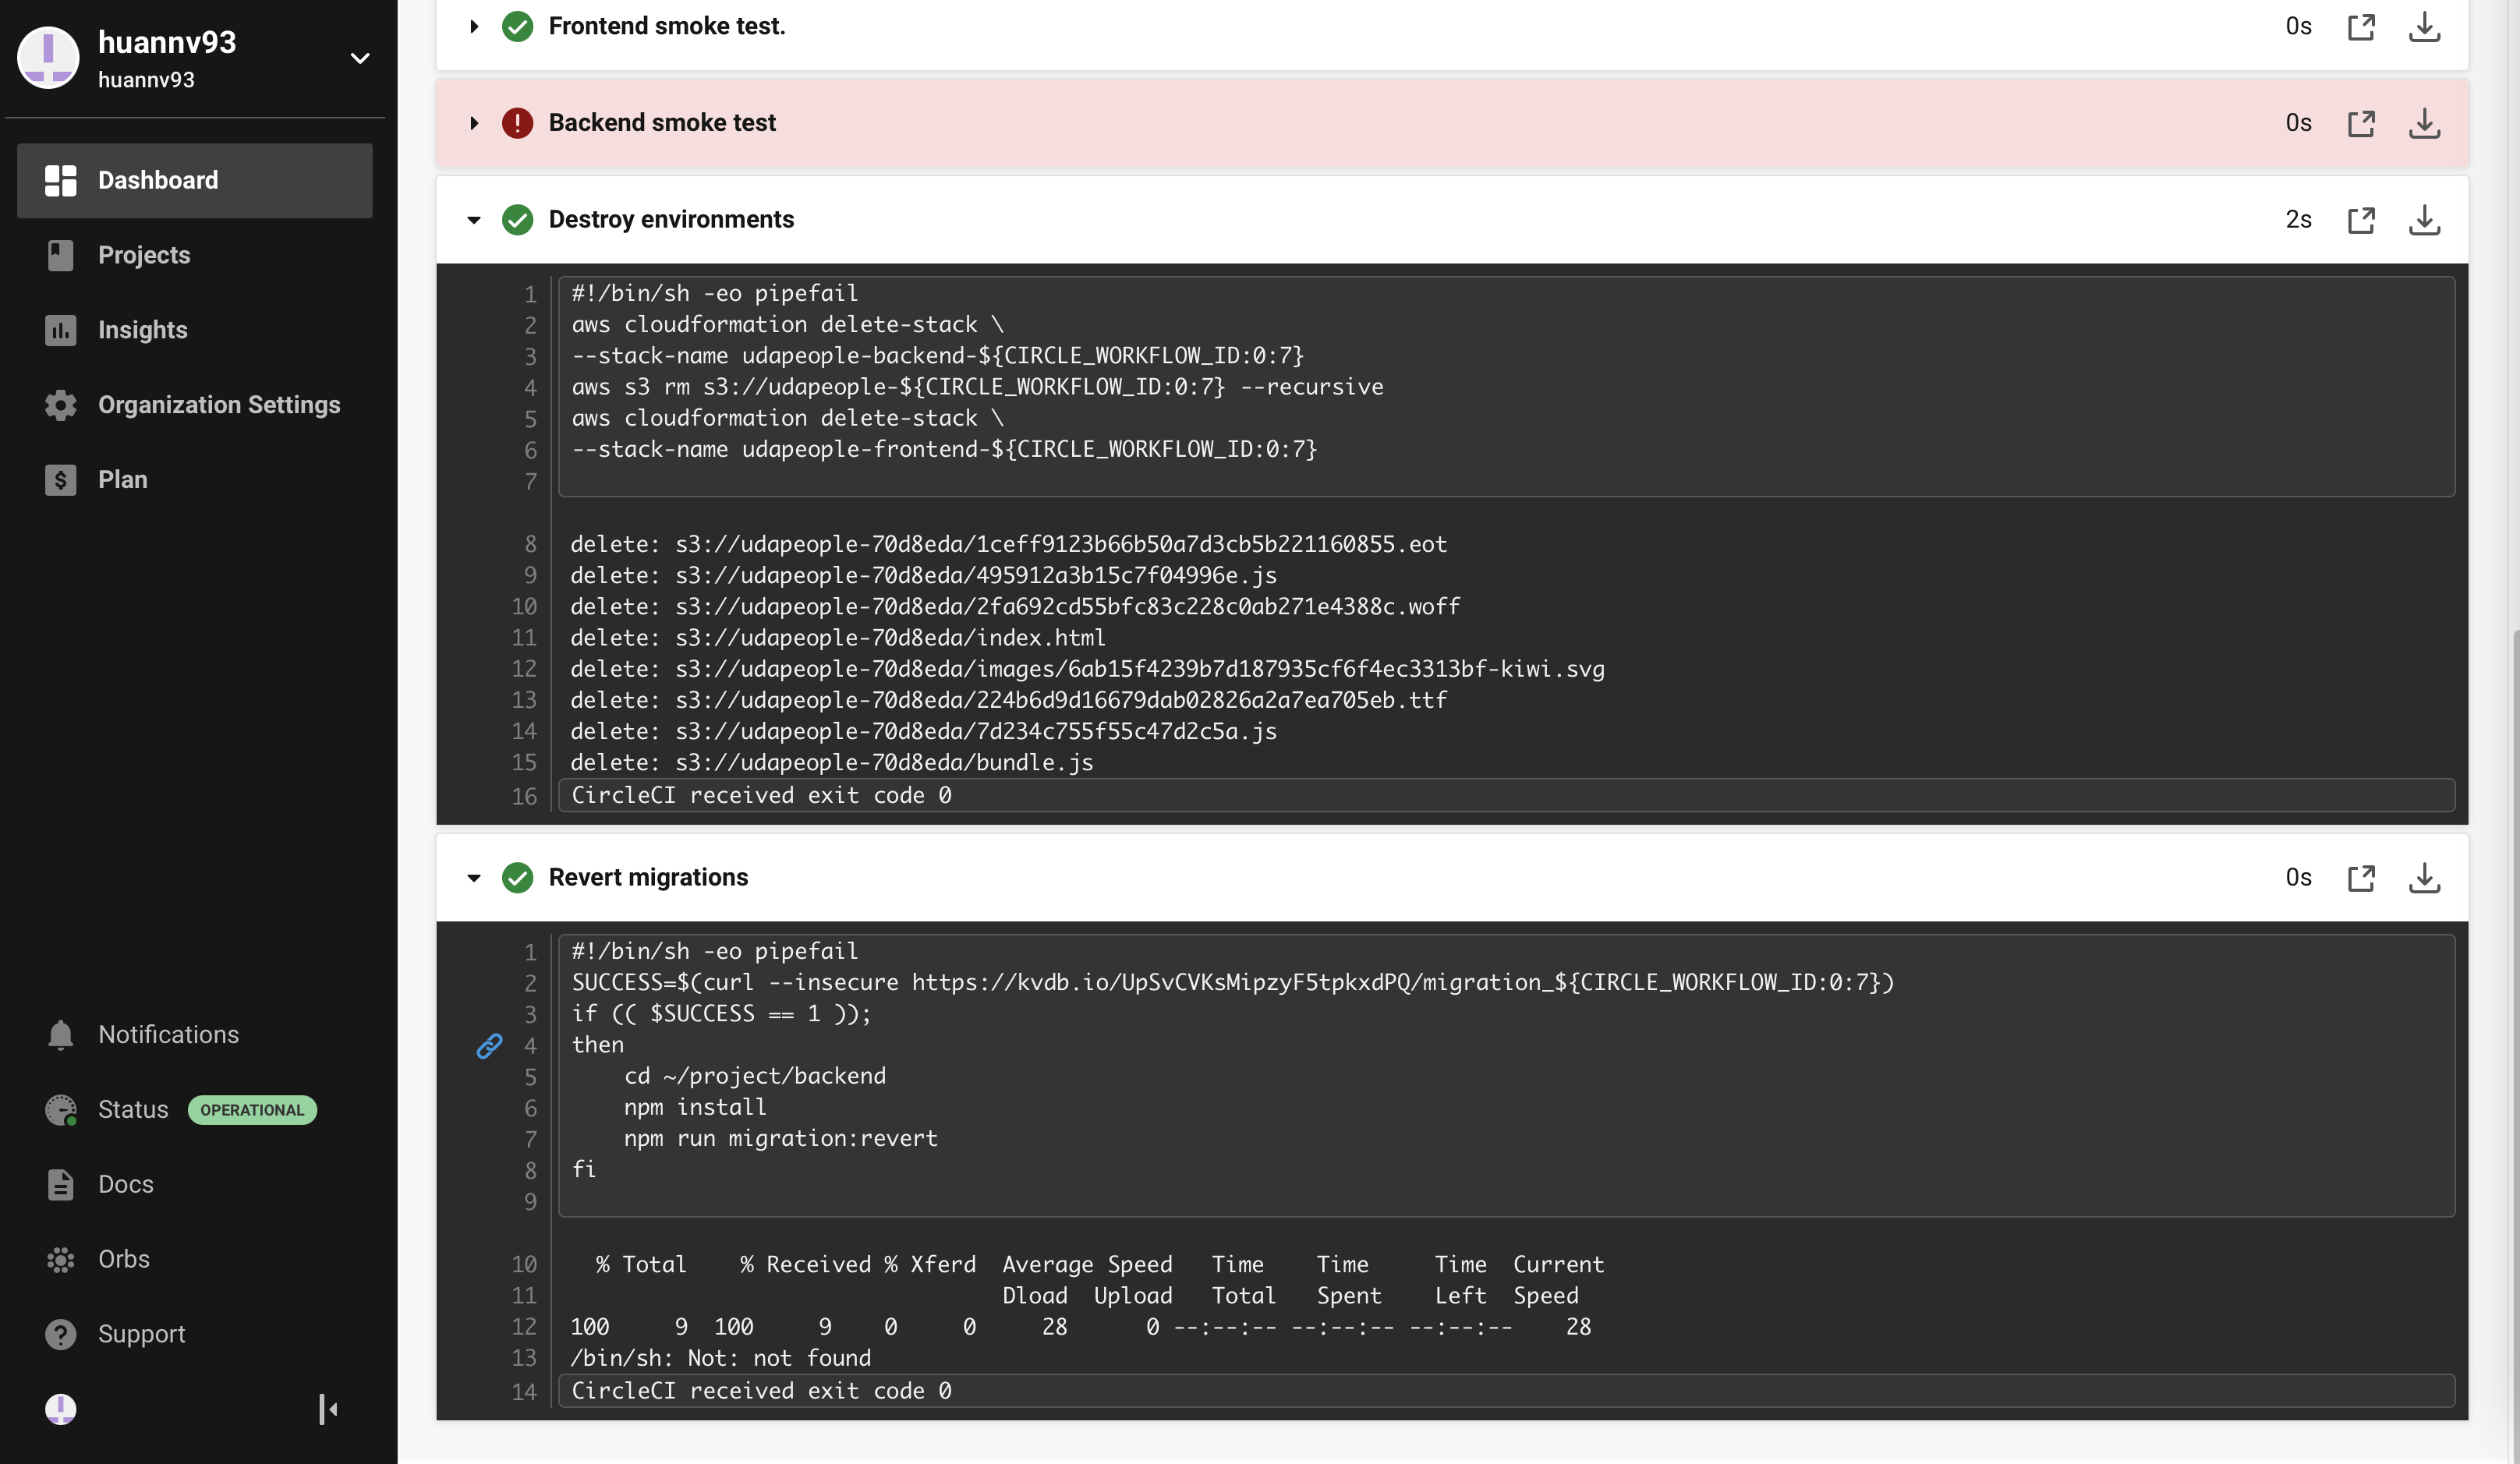 huannv93
huannv93
Dashboard
Projects
Insights
Organization Settings
Plan
Notifications
Status OPERATIONAL
Docs
Orbs
Support
Frontend smoke test. 0s
Backend smoke test 0s
Destroy environments 2s
1 #!/bin/sh -eo pipefail
2 aws cloudformation delete-stack \
3 --stack-name udapeople-backend-${CIRCLE_WORKFLOW_ID:0:7}
4 aws s3 rm s3://udapeople-${CIRCLE_WORKFLOW_ID:0:7} --recursive
5 aws cloudformation delete-stack \
6 --stack-name udapeople-frontend-${CIRCLE_WORKFLOW_ID:0:7}
7
8 delete: s3://udapeople-70d8eda/1ceff9123b66b50a7d3cb5b221160855.eot
9 delete: s3://udapeople-70d8eda/495912a3b15c7f04996e.js
10 delete: s3://udapeople-70d8eda/2fa692cd55bfc83c228c0ab271e4388c.woff
11 delete: s3://udapeople-70d8eda/index.html
12 delete: s3://udapeople-70d8eda/images/6ab15f4239b7d187935cf6f4ec3313bf-kiwi.svg
13 delete: s3://udapeople-70d8eda/224b6d9d16679dab02826a2a7ea705eb.ttf
14 delete: s3://udapeople-70d8eda/7d234c755f55c47d2c5a.js
15 delete: s3://udapeople-70d8eda/bundle.js
16 CircleCI received exit code 0
Revert migrations 0s
1 #!/bin/sh -eo pipefail
2 SUCCESS=$(curl --insecure https://kvdb.io/UpSvCVKsMipzyF5tpkxdPQ/migration_${CIRCLE_WORKFLOW_ID:0:7})
3 if (( $SUCCESS == 1 ));
4 then
5     cd ~/project/backend
6     npm install
7     npm run migration:revert
8 fi
9
10   % Total    % Received % Xferd  Average Speed   Time    Time     Time  Current
11                                  Dload  Upload   Total   Spent    Left  Speed
12 100     9  100     9    0     0     28      0 --:--:-- --:--:-- --:--:--    28
13 /bin/sh: Not: not found
14 CircleCI received exit code 0